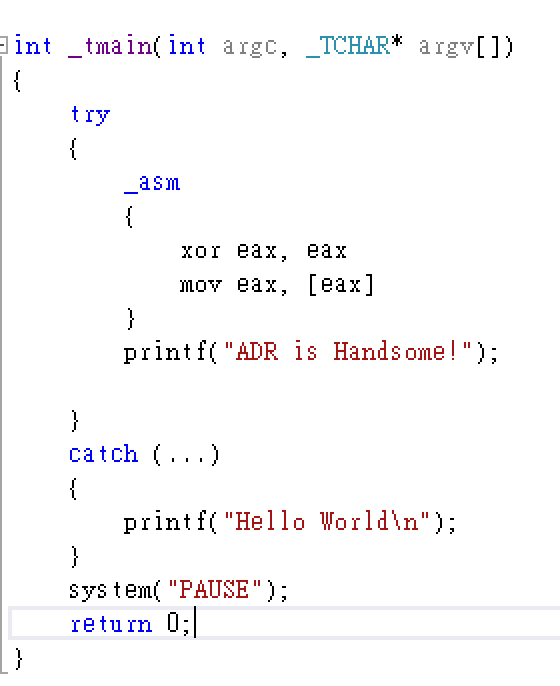 int _tmain(int argc, _TCHAR* argv[])
{
    try
    {
        _asm
        {
            xor eax, eax
            mov eax, [eax]
        }
        printf("ADR is Handsome!");

    }
    catch (...)
    {
        printf("Hello World\n");
    }
    system("PAUSE");
    return 0;
}